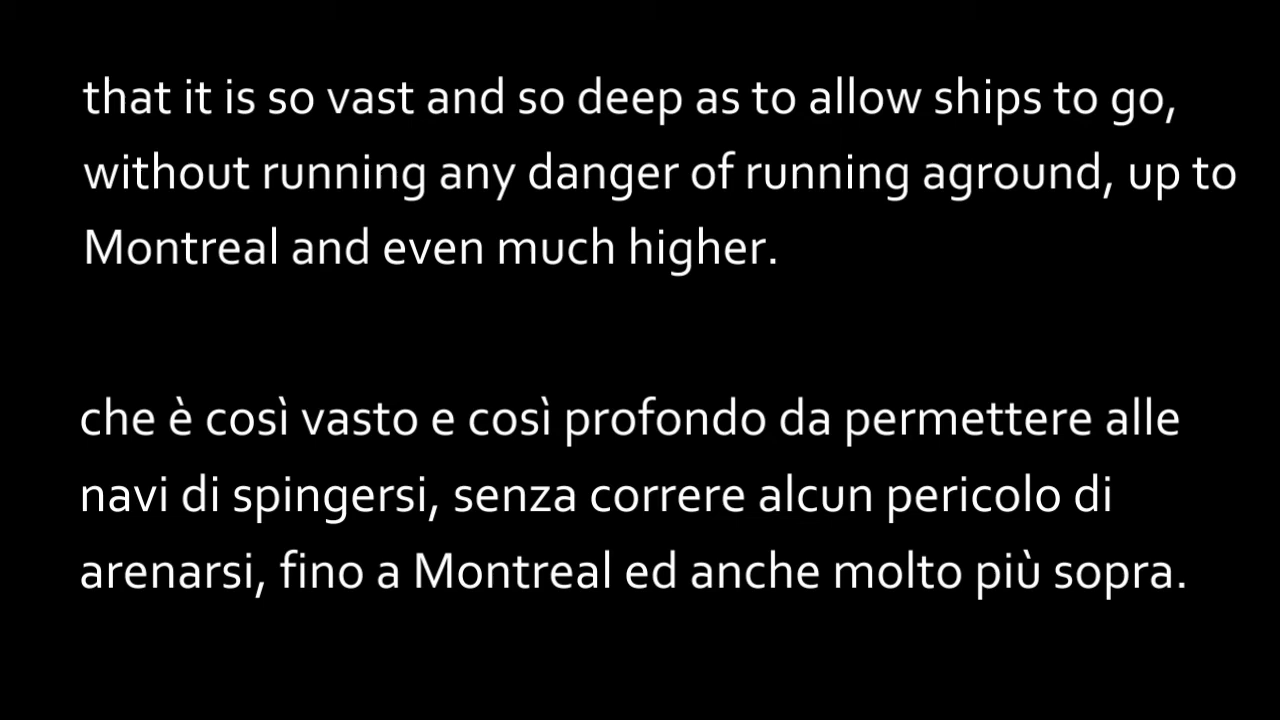 that it is so vast and so deep as to allow ships to go,
without running any danger of running aground, up to
Montreal and even much higher.
che è così vasto e così profondo da permettere alle
navi di spingersi, senza correre alcun pericolo di
arenarsi, fino a Montreal ed anche molto più sopra.